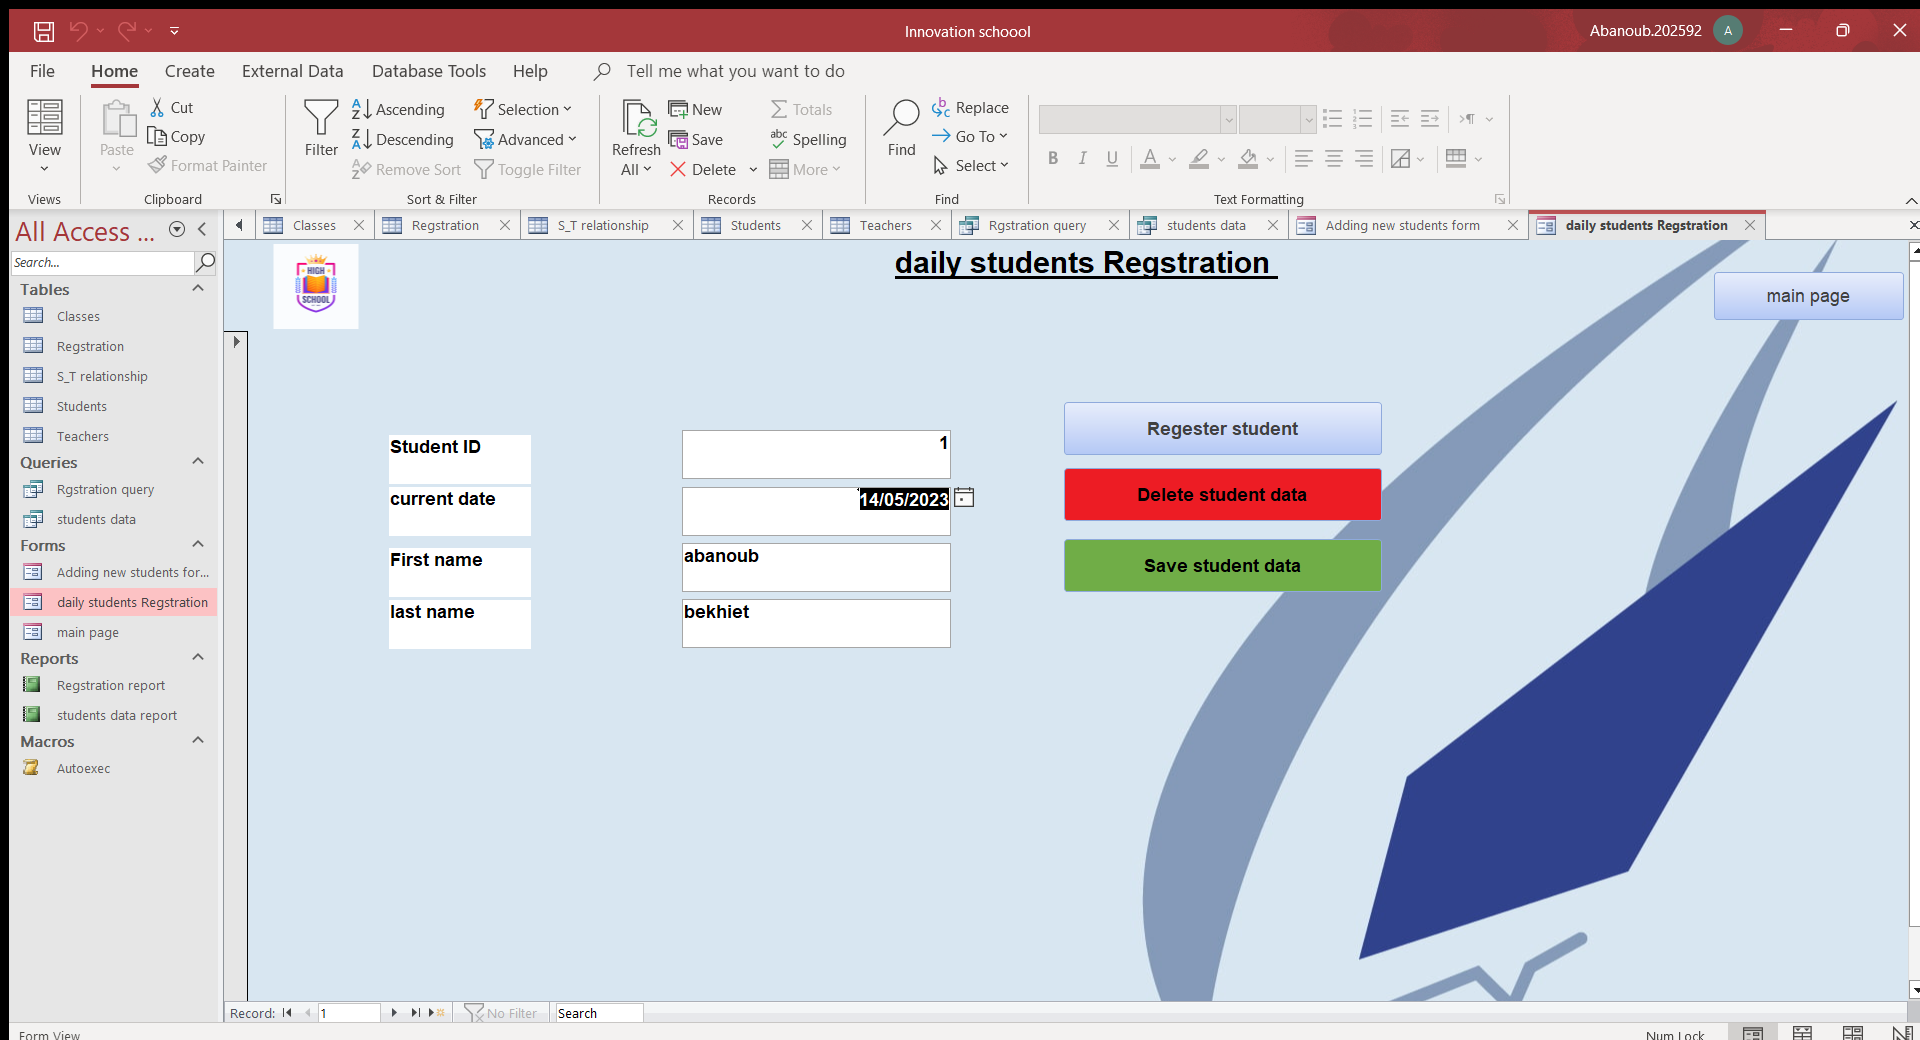 Innovation schoool
Abanoub.202592
A
File Home Create External Data Database Tools Help Tell me what you want to do
View
Views
Paste
Cut
Copy
Format Painter
Clipboard
Filter
Ascending
Descending
Remove Sort
Selection
Advanced
Toggle Filter
Sort & Filter
Refresh
All
New
Save
Delete
Totals
Spelling
More
Records
Find
Replace
Go To
Select
Find
B I U A
Text Formatting
All Access ...
Search...
Tables
Classes
Regstration
S_T relationship
Students
Teachers
Queries
Rgstration query
students data
Forms
Adding new students for...
daily students Regstration
main page
Reports
Regstration report
students data report
Macros
Autoexec
Classes
Regstration
S_T relationship
Students
Teachers
Rgstration query
students data
Adding new students form
daily students Regstration
HIGH
SCHOOL
daily students Regstration
main page
Student ID 1
current date 14/05/2023
First name abanoub
last name bekhiet
Regester student
Delete student data
Save student data
Record: 1 No Filter Search
Form View
Num Lock